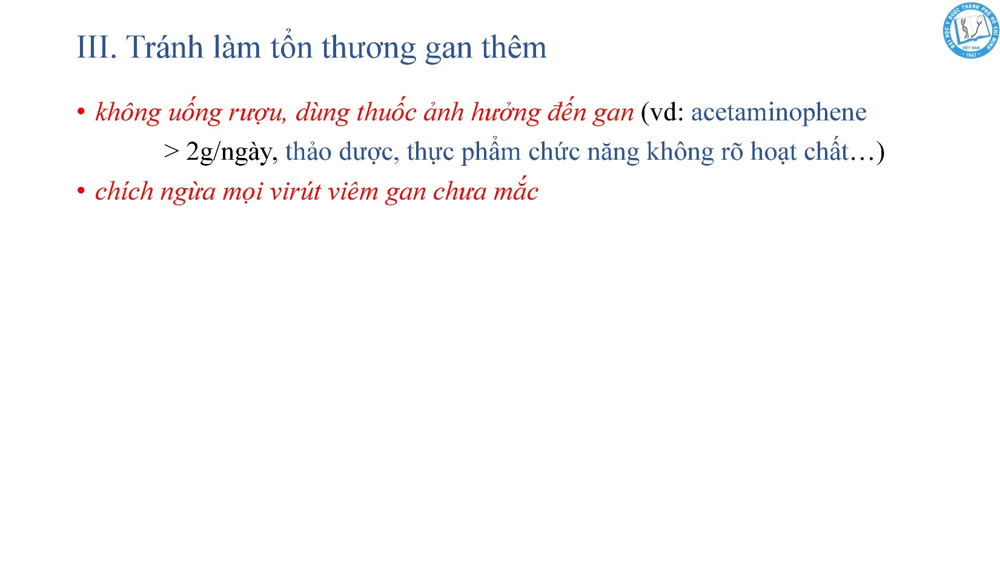 ĐẠI HỌC Y DƯỢC THÀNH PHỐ HỒ CHÍ MINH
VIỆT NAM
1947
III. Tránh làm tổn thương gan thêm
• không uống rượu, dùng thuốc ảnh hưởng đến gan (vd: acetaminophene
> 2g/ngày, thảo dược, thực phẩm chức năng không rõ hoạt chất…)
• chích ngừa mọi virút viêm gan chưa mắc